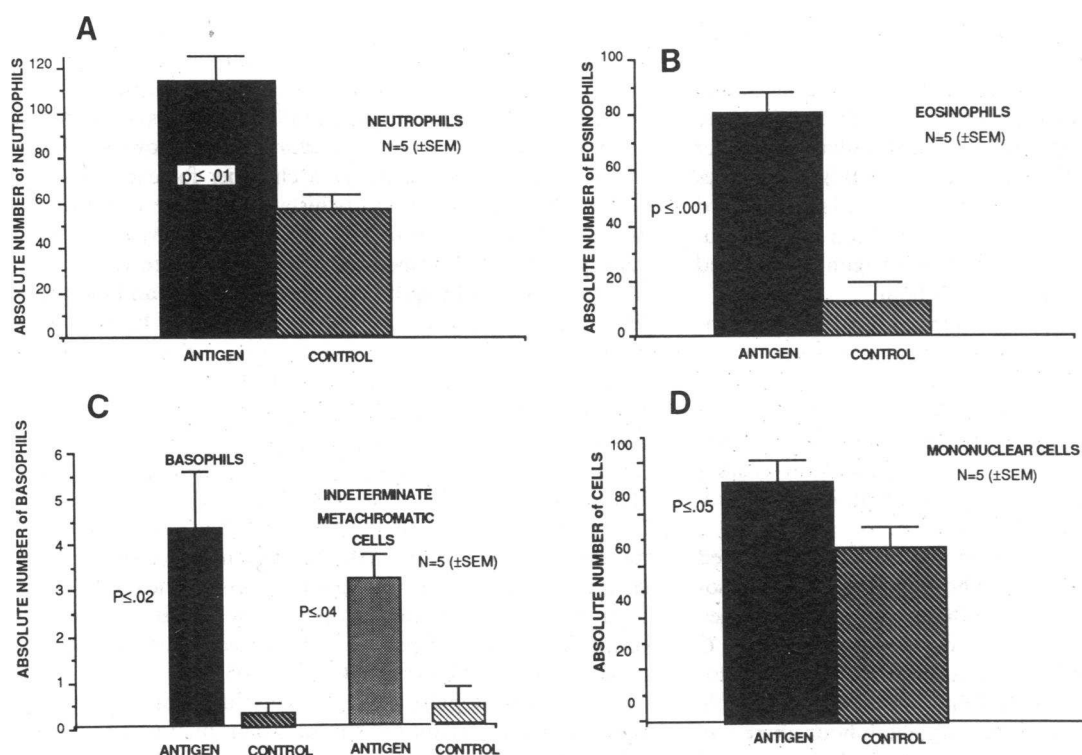 A
ABSOLUTE NUMBER of NEUTROPHILS
120
100
80
60
40
20
0
p ≤ .01
NEUTROPHILS
N=5 (±SEM)
ANTIGEN CONTROL
B
ABSOLUTE NUMBER of EOSINOPHILS
100
80
60
40
20
0
p ≤ .001
EOSINOPHILS
N=5 (±SEM)
ANTIGEN CONTROL
C
ABSOLUTE NUMBER of BASOPHILS
6
5
4
3
2
1
0
BASOPHILS
P≤.02
INDETERMINATE
METACHROMATIC
CELLS
P≤.04
N=5 (±SEM)
ANTIGEN CONTROL ANTIGEN CONTROL
D
ABSOLUTE NUMBER of CELLS
100
80
60
40
20
0
P≤.05
MONONUCLEAR CELLS
N=5 (±SEM)
ANTIGEN CONTROL